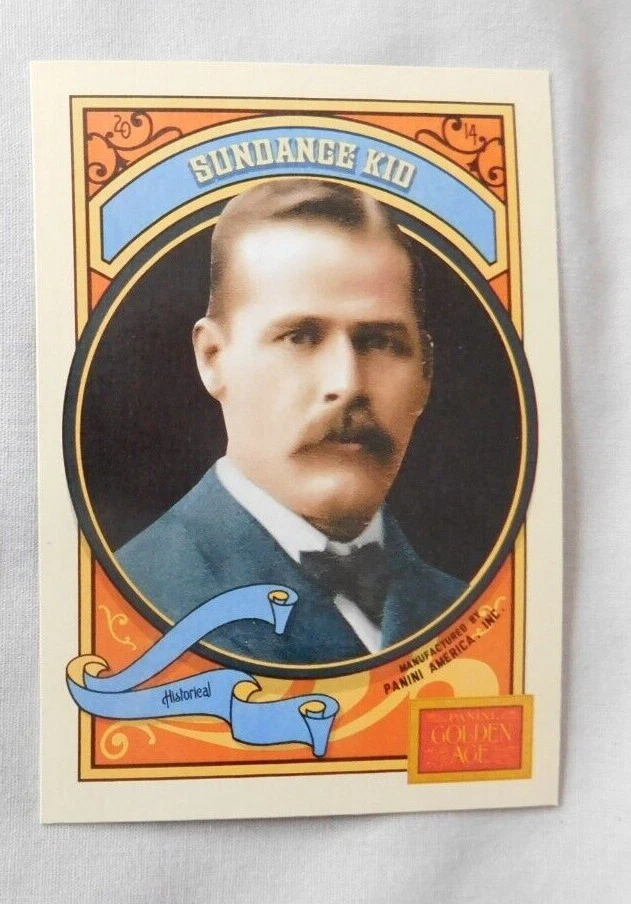 20
14
SUNDANCE KID
Historical
MANUFACTURED BY
PANINI AMERICA, INC.
PANINI
GOLDEN
AGE